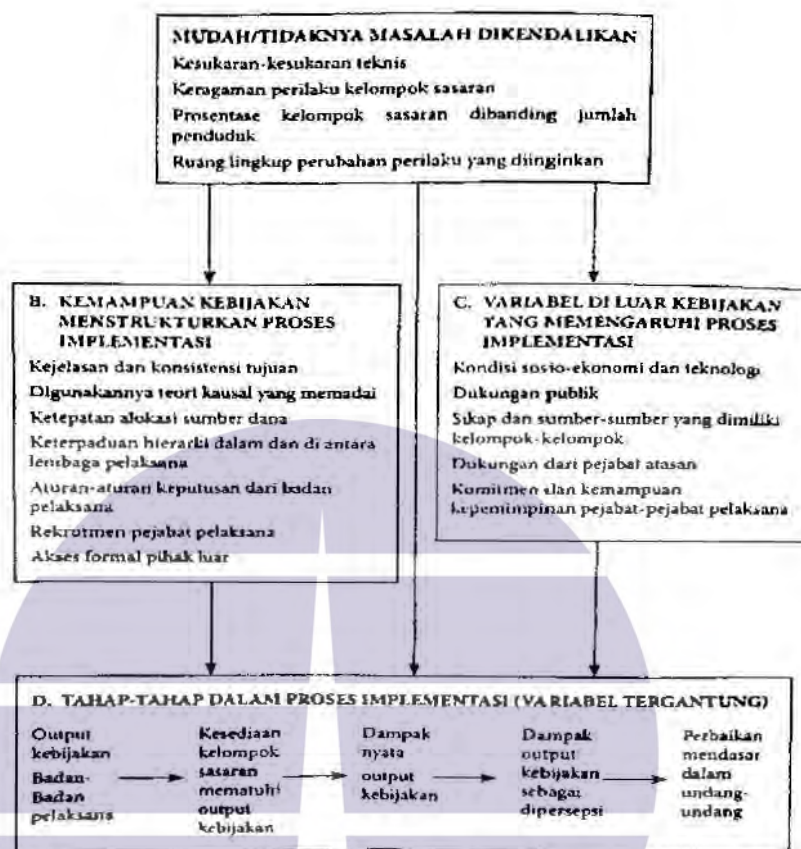 MUDAH/TIDAKNYA MASALAH DIKENDALIKAN
Kesukaran-kesukaran teknis
Keragaman perilaku kelompok sasaran
Prosentase kelompok sasaran dibanding jumlah
penduduk
Ruang lingkup perubahan perilaku yang diinginkan
B. KEMAMPUAN KEBIJAKAN
MENSTRUKTURKAN PROSES
IMPLEMENTASI
Kejelasan dan konsistensi tujuan
Digunakannya teori kausal yang memadai
Ketepatan alokasi sumber dana
Keterpaduan hierarki dalam dan di antara
lembaga pelaksana
Aturan-aturan keputusan dari badan
pelaksana
Rekrutmen pejabat pelaksana
Akses formal pihak luar
C. VARIABEL DI LUAR KEBIJAKAN
YANG MEMENGARUHI PROSES
IMPLEMENTASI
Kondisi sosio-ekonomi dan teknologi
Dukungan publik
Sikap dan sumber-sumber yang dimiliki
kelompok-kelompok
Dukungan dari pejabat atasan
Komitmen dan kemampuan
kepemimpinan pejabat-pejabat pelaksana
D. TAHAP-TAHAP DALAM PROSES IMPLEMENTASI (VARIABEL TERGANTUNG)
Output
kebijakan
Badan-
Badan
pelaksana
Kesediaan
kelompok
sasaran
mematuhi
output
kebijakan
Dampak
nyata
output
kebijakan
Dampak
output
kebijakan
sebagai
dipersepsi
Perbaikan
mendasar
dalam
undang-
undang